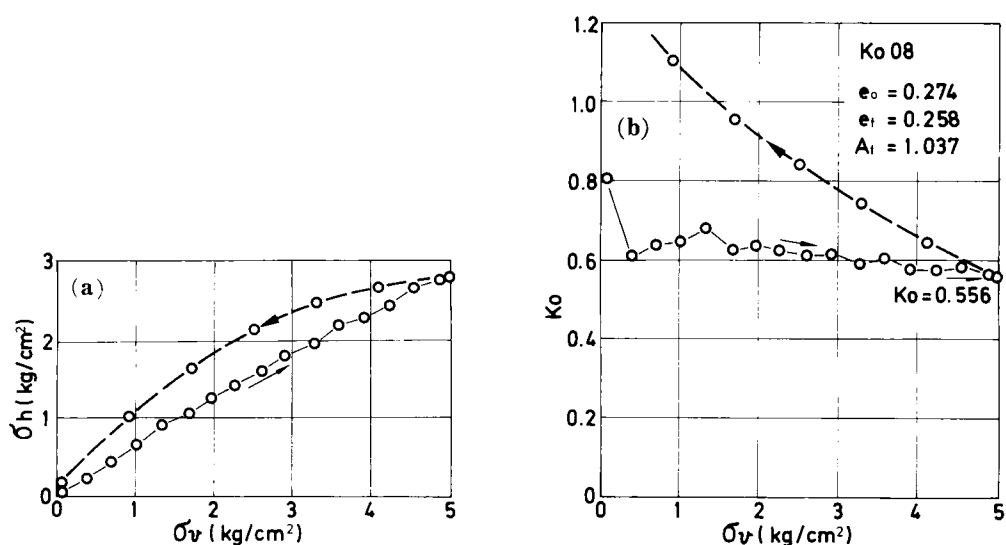 (a)
3
2
1
0
σh (kg/cm²)
0 1 2 3 4 5
σv (kg/cm²)
(b)
1.2
1.0
0.8
0.6
0.4
0.2
0
Ko
Ko 08
eo = 0.274
ef = 0.258
Af = 1.037
Ko=0.556
0 1 2 3 4 5
σv (kg/cm²)